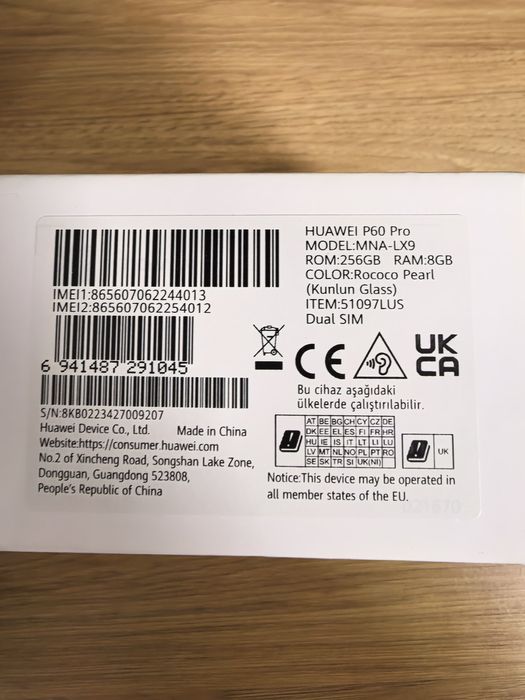 HUAWEI P60 Pro
MODEL:MNA-LX9
ROM:256GB RAM:8GB
COLOR:Rococo Pearl
(Kunlun Glass)
ITEM:51097LUS
Dual SIM
IMEI1:865607062244013
IMEI2:865607062254012
6 941487 291045
S/N:8KB0223427009207
Huawei Device Co., Ltd. Made in China
Website:https://consumer.huawei.com
No.2 of Xincheng Road, Songshan Lake Zone,
Dongguan, Guangdong 523808,
People's Republic of China
CE
UK
CA
Bu cihaz aşağıdaki
ülkelerde çalıştırılabilir.
AT BE BG CH CY CZ DE
DK EE EL ES FI FR HR
HU IE IS IT LT LI LU
LV MT NL NO PL PT RO
SE SK TR SI UK(NI)
UK
Notice:This device may be operated in
all member states of the EU.
021670